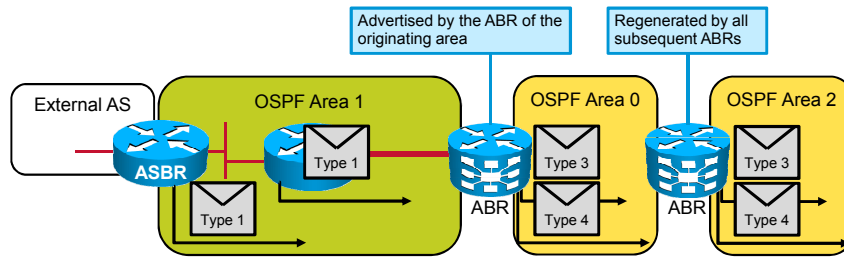 Advertised by the ABR of the
originating area
Regenerated by all
subsequent ABRs
External AS
OSPF Area 1
OSPF Area 0
OSPF Area 2
ASBR
Type 1
Type 1
ABR
Type 3
Type 4
ABR
Type 3
Type 4